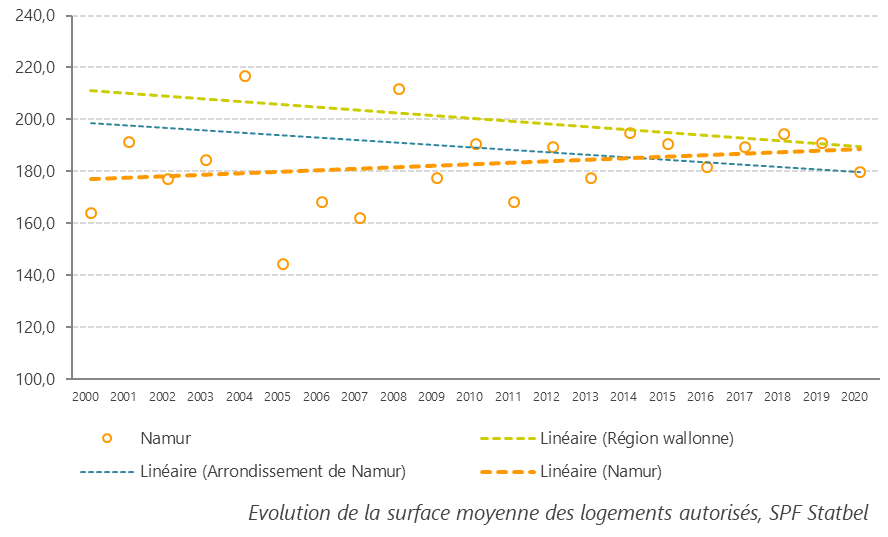 240,0
220,0
200,0
180,0
160,0
140,0
120,0
100,0
2000 2001 2002 2003 2004 2005 2006 2007 2008 2009 2010 2011 2012 2013 2014 2015 2016 2017 2018 2019 2020
Namur Linéaire (Région wallonne)
Linéaire (Arrondissement de Namur) Linéaire (Namur)
Evolution de la surface moyenne des logements autorisés, SPF Statbel